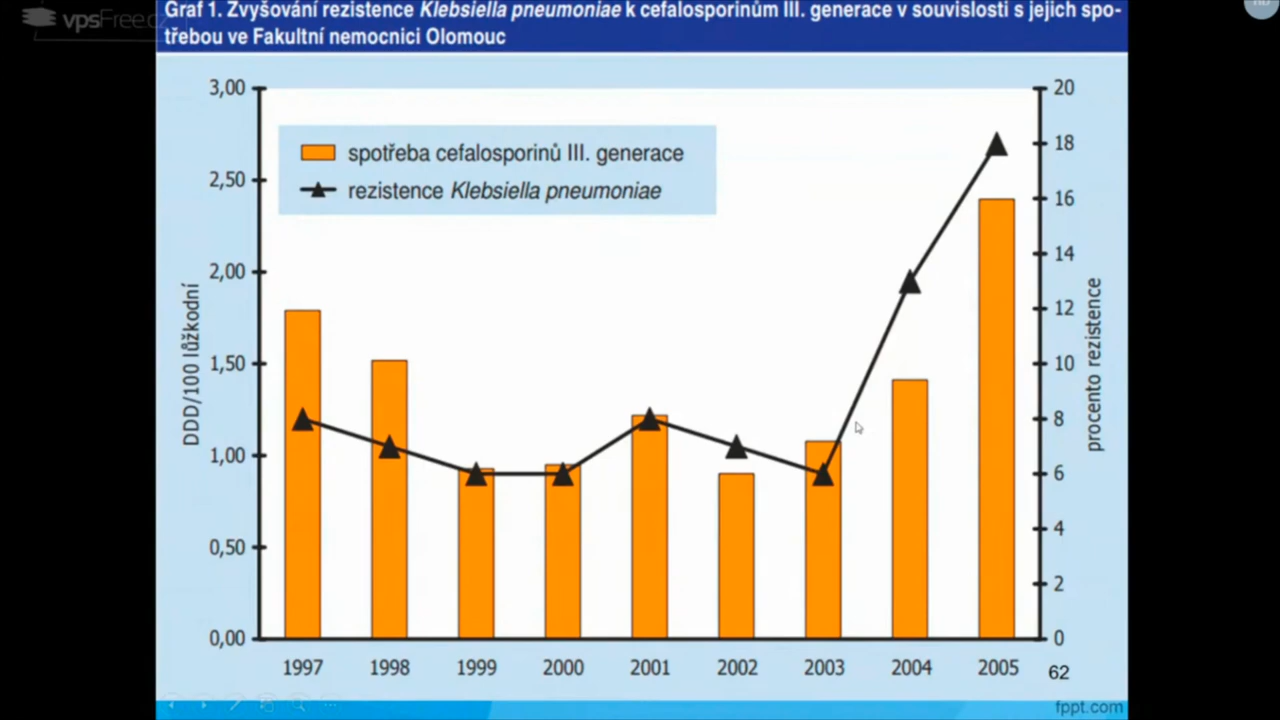 vpsFree.cz
Graf 1. Zvyšování rezistence Klebsiella pneumoniae k cefalosporinům III. generace v souvislosti s jejich spo-
třebou ve Fakultní nemocnici Olomouc
3,00
2,50
2,00
1,50
1,00
0,50
0,00
DDD/100 lůžkodní
spotřeba cefalosporinů III. generace
rezistence Klebsiella pneumoniae
20
18
16
14
12
10
8
6
4
2
0
procento rezistence
1997 1998 1999 2000 2001 2002 2003 2004 2005
62
fppt.com